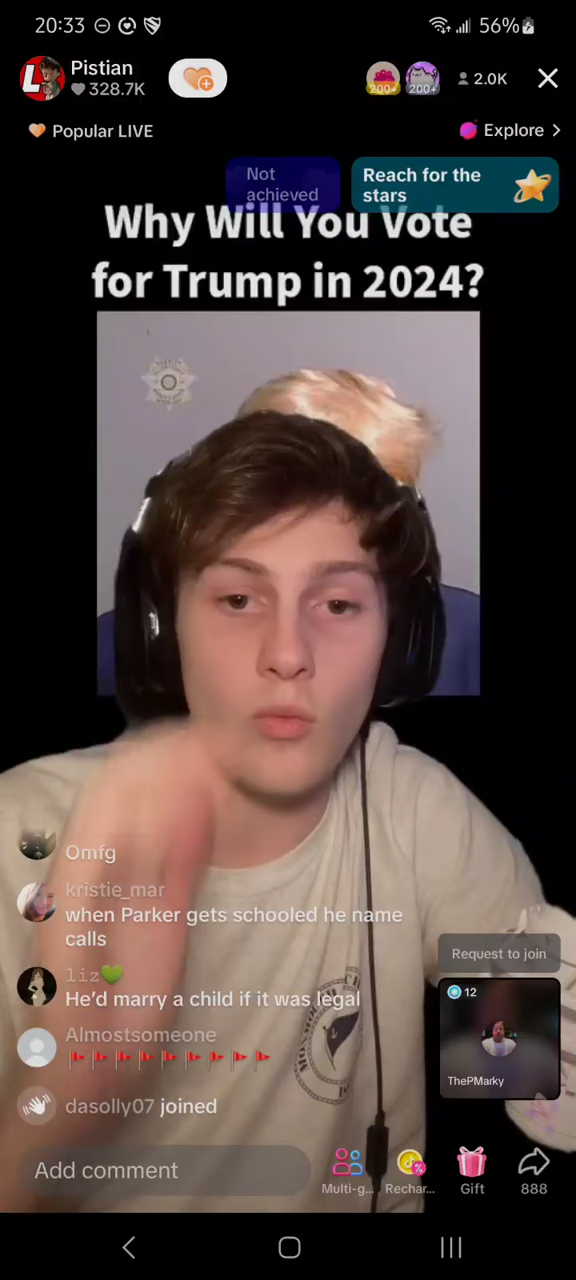 20:33
56%
Pistian
328.7K
200+
200+
2.0K
Popular LIVE
Explore
Not
achieved
Reach for the
stars
Why Will You Vote
for Trump in 2024?
Omfg
kristie_mar
when Parker gets schooled he name
calls
liz💚
He'd marry a child if it was legal
Almostsomeone
🚩🚩🚩🚩🚩🚩🚩🚩🚩
dasolly07 joined
Request to join
12
ThePMarky
Add comment
Multi-g...
Rechar...
Gift
888